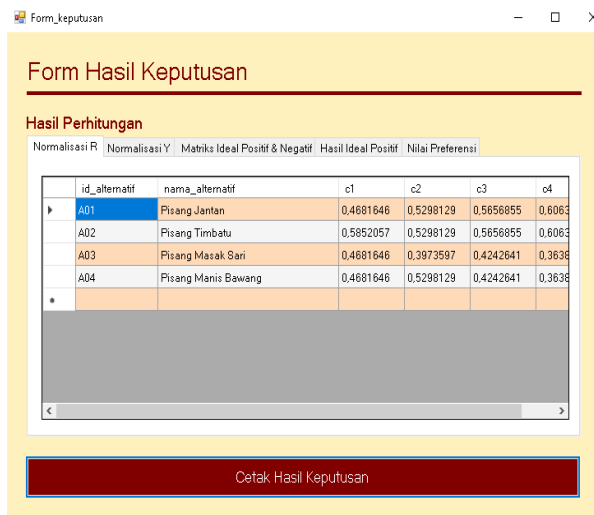 Form_keputusan
Form Hasil Keputusan
Hasil Perhitungan
Normalisasi R Normalisasi Y Matriks Ideal Positif & Negatif Hasil Ideal Positif Nilai Preferensi
id_alternatif nama_alternatif c1 c2 c3 c4
A01 Pisang Jantan 0,4681646 0,5298129 0,5656855 0,6063
A02 Pisang Timbatu 0,5852057 0,5298129 0,5656855 0,6063
A03 Pisang Masak Sari 0,4681646 0,3973597 0,4242641 0,3638
A04 Pisang Manis Bawang 0,4681646 0,5298129 0,4242641 0,3638
Cetak Hasil Keputusan